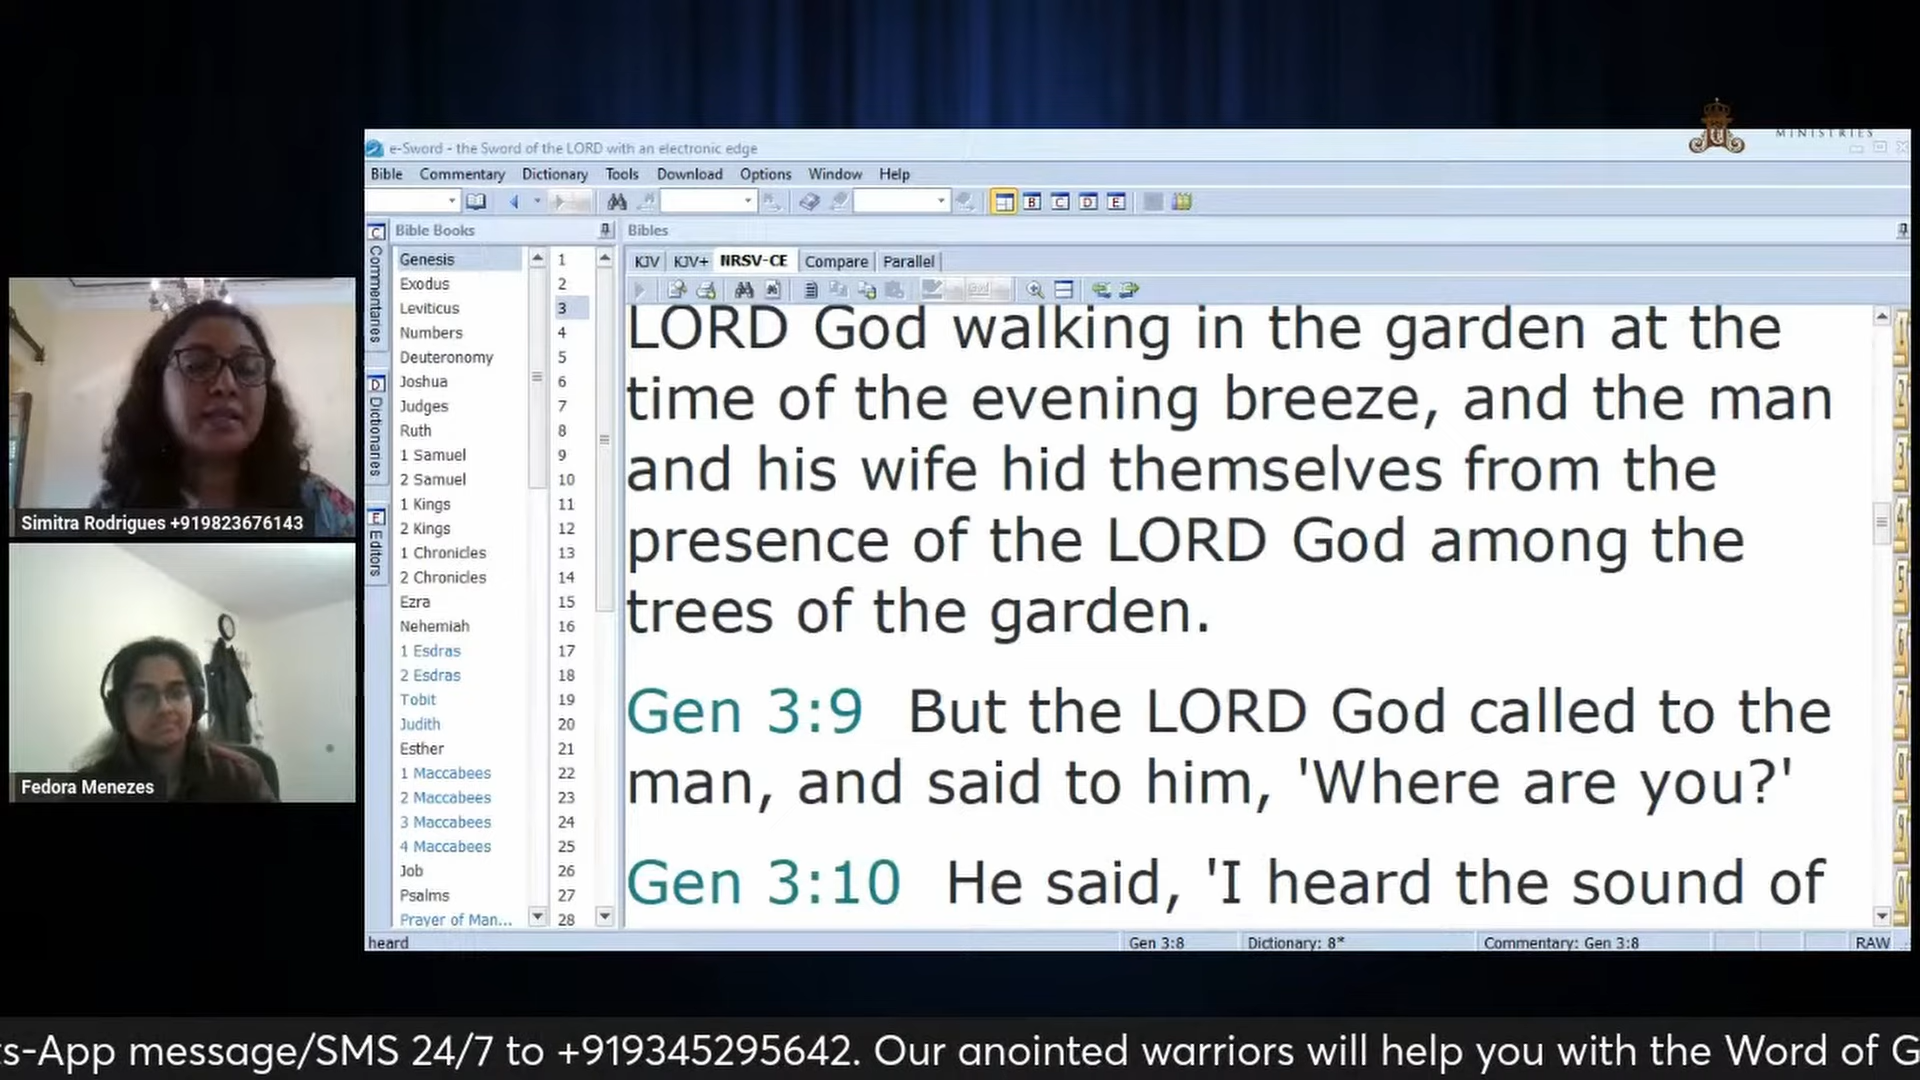 MINISTRIES
e-Sword - the Sword of the LORD with an electronic edge
Bible Commentary Dictionary Tools Download Options Window Help
B C D E
Bible Books
Bibles
C Commentaries
D Dictionaries
E Editors
Genesis 1
Exodus 2
Leviticus 3
Numbers 4
Deuteronomy 5
Joshua 6
Judges 7
Ruth 8
1 Samuel 9
2 Samuel 10
1 Kings 11
2 Kings 12
1 Chronicles 13
2 Chronicles 14
Ezra 15
Nehemiah 16
1 Esdras 17
2 Esdras 18
Tobit 19
Judith 20
Esther 21
1 Maccabees 22
2 Maccabees 23
3 Maccabees 24
4 Maccabees 25
Job 26
Psalms 27
Prayer of Man... 28
KJV KJV+ NRSV-CE Compare Parallel
LORD God walking in the garden at the
time of the evening breeze, and the man
and his wife hid themselves from the
presence of the LORD God among the
trees of the garden.
Gen 3:9 But the LORD God called to the
man, and said to him, 'Where are you?'
Gen 3:10 He said, 'I heard the sound of
1
2
3
4
5
6
7
8
9
0
heard Gen 3:8 Dictionary: 8* Commentary: Gen 3:8 RAW
Simitra Rodrigues +919823676143
Fedora Menezes
s-App message/SMS 24/7 to +919345295642. Our anointed warriors will help you with the Word of G